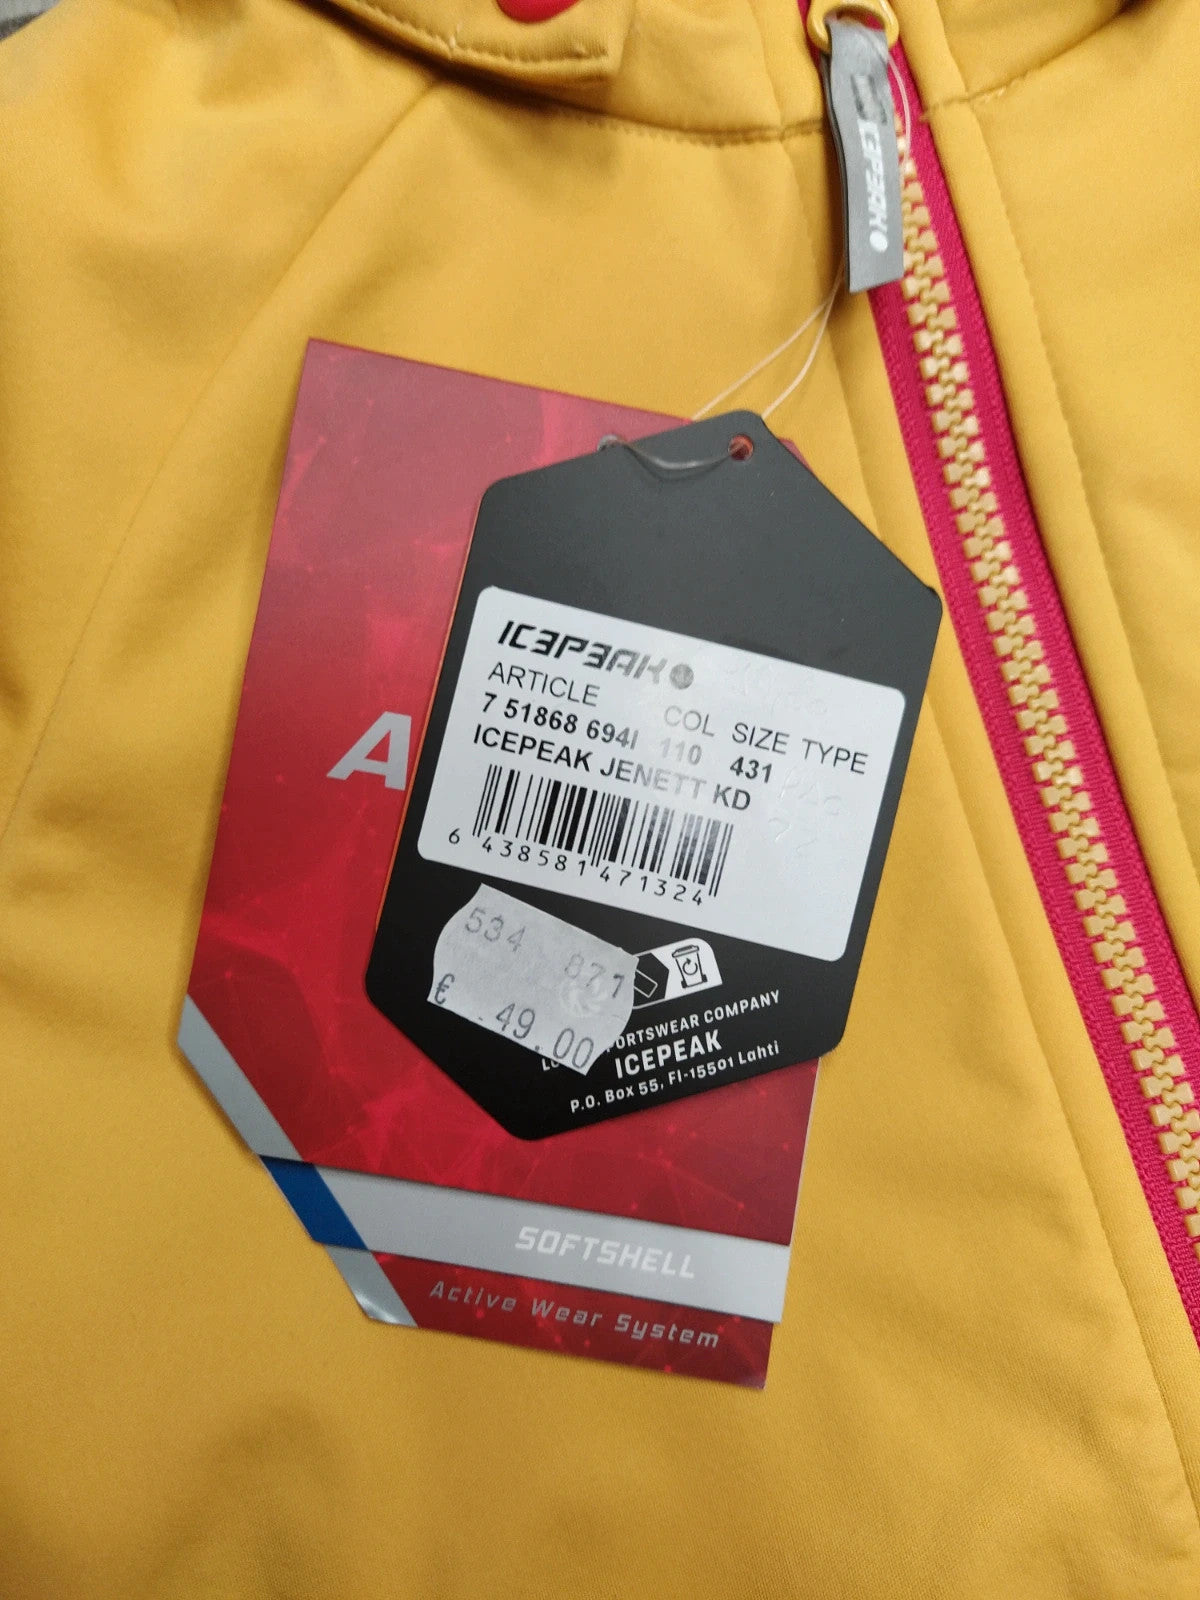 ICEPEAK
ICEPEAK
ARTICLE COL SIZE TYPE
7 51868 694I 110 431
ICEPEAK JENETT KD
6 438581 471324
534 871
€ 49.00
SPORTSWEAR COMPANY
ICEPEAK
P.O. Box 55, FI-15501 Lahti
A
SOFTSHELL
Active Wear System